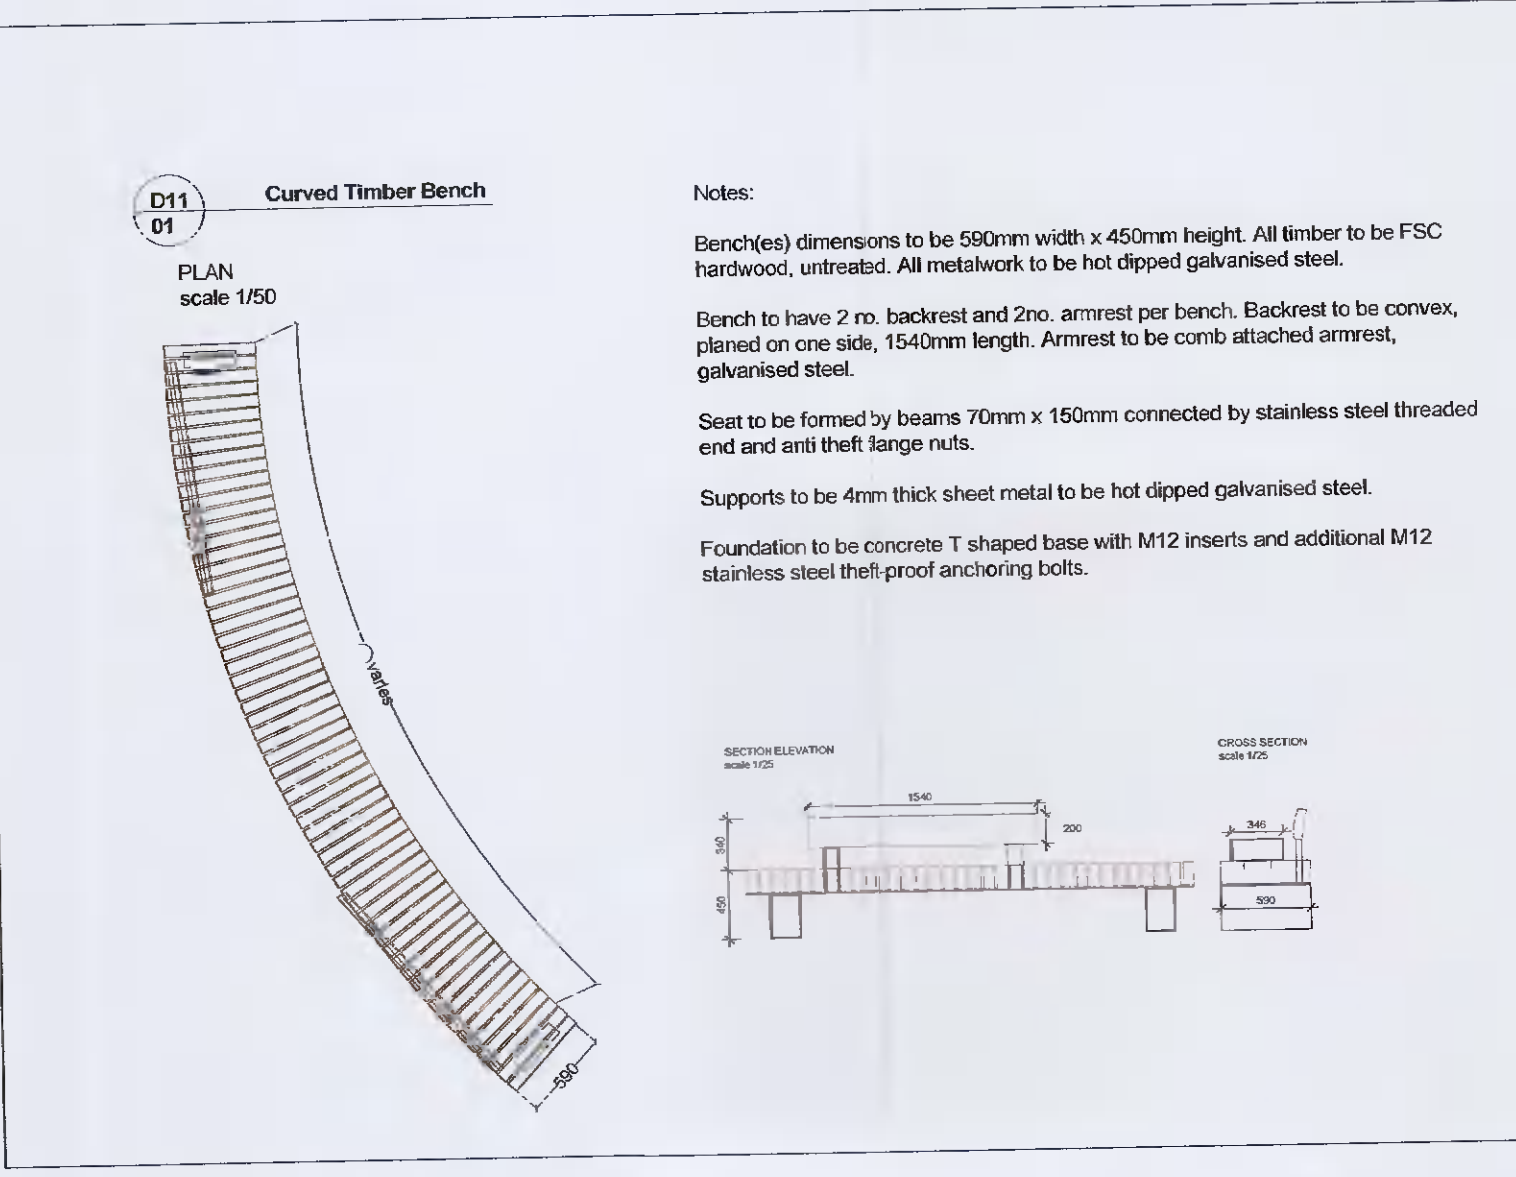 D11
01
Curved Timber Bench
PLAN
scale 1/50
varies
590
Notes:
Bench(es) dimensions to be 590mm width x 450mm height. All timber to be FSC
hardwood, untreated. All metalwork to be hot dipped galvanised steel.
Bench to have 2 no. backrest and 2no. armrest per bench. Backrest to be convex,
planed on one side, 1540mm length. Armrest to be comb attached armrest,
galvanised steel.
Seat to be formed by beams 70mm x 150mm connected by stainless steel threaded
end and anti theft flange nuts.
Supports to be 4mm thick sheet metal to be hot dipped galvanised steel.
Foundation to be concrete T shaped base with M12 inserts and additional M12
stainless steel theft-proof anchoring bolts.
SECTION ELEVATION
scale 1/25
1540
200
340
450
CROSS SECTION
scale 1/25
346
590